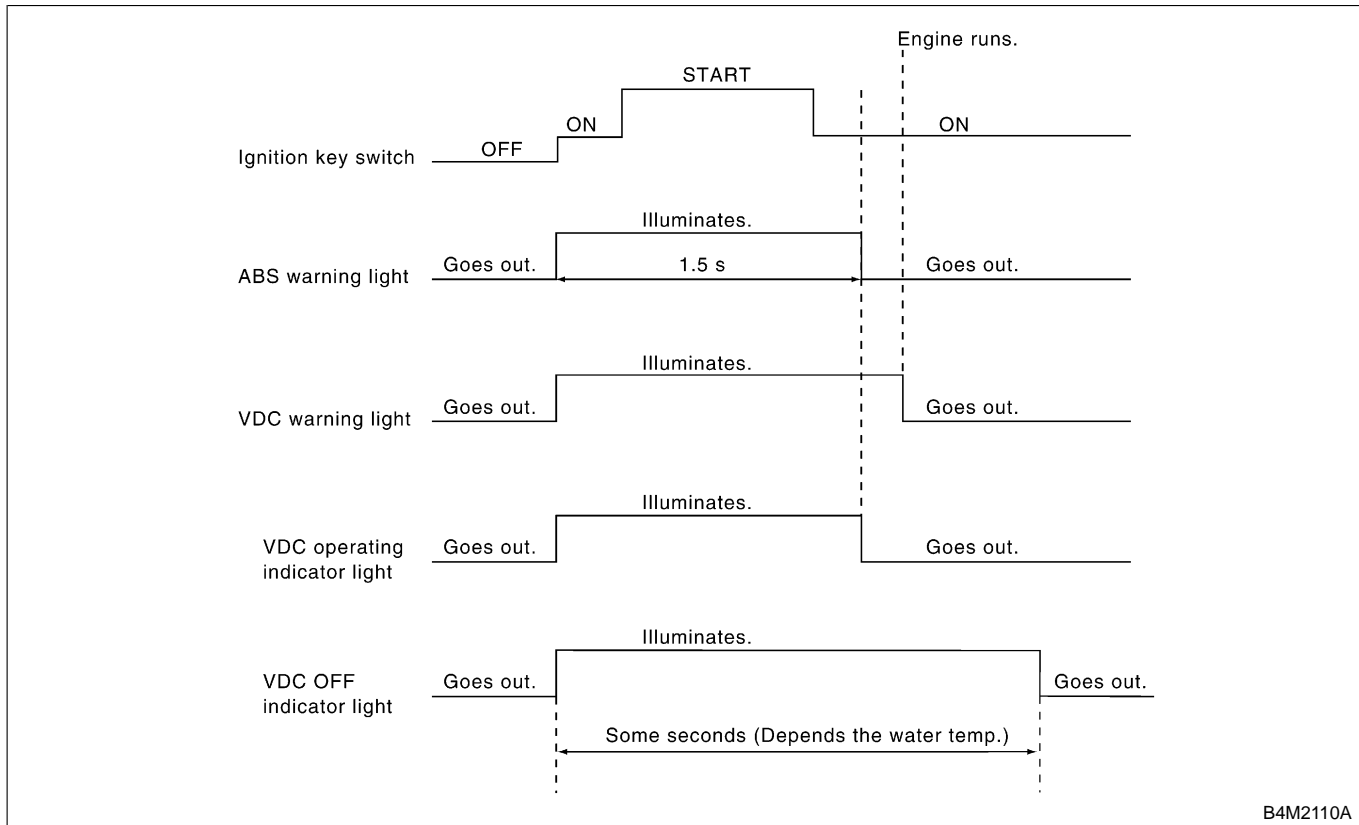 Engine runs.
START
ON
ON
OFF
Ignition key switch
Illuminates.
Goes out.
1.5 s
Goes out.
ABS warning light
Illuminates.
Goes out.
Goes out.
VDC warning light
Illuminates.
Goes out.
Goes out.
VDC operating
indicator light
Illuminates.
Goes out.
Goes out.
VDC OFF
indicator light
Some seconds (Depends the water temp.)
B4M2110A